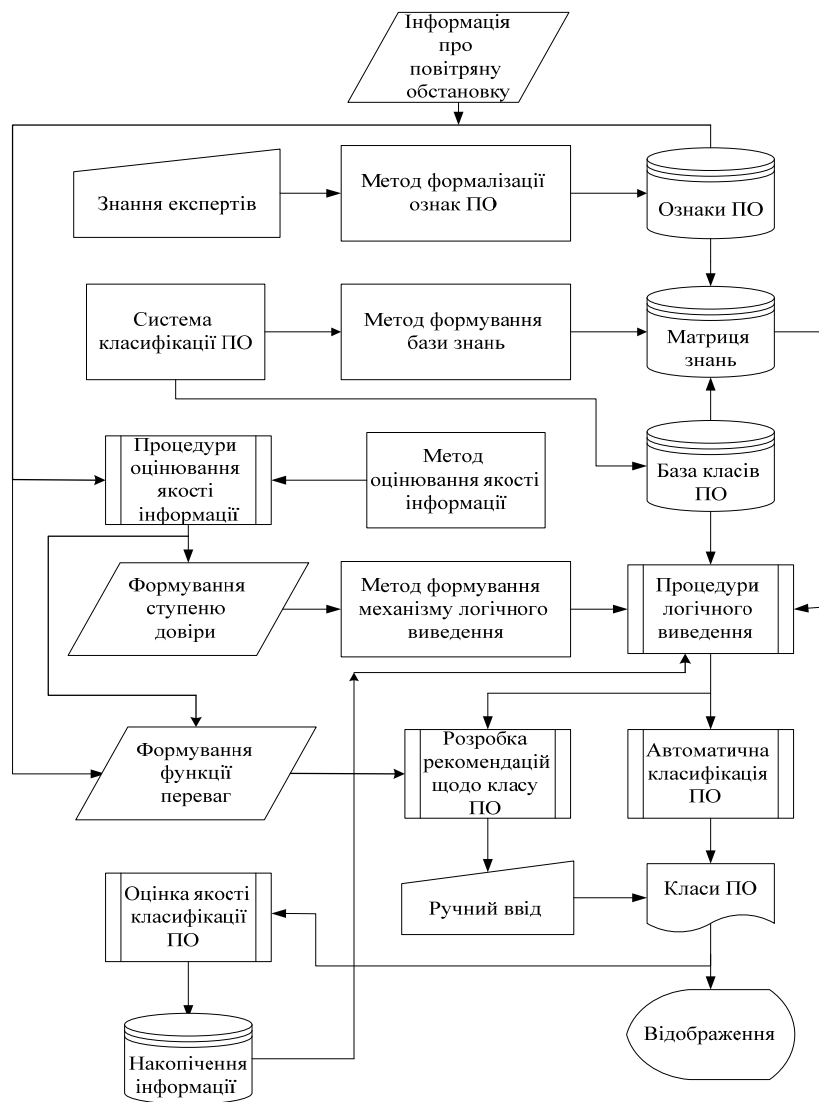 Інформація
про
повітряну
обстановку
Знання експертів
Метод формалізації
ознак ПО
Ознаки ПО
Система
класифікації ПО
Метод формування
бази знань
Матриця
знань
Процедури
оцінювання
якості
інформації
Метод
оцінювання якості
інформації
База класів
ПО
Формування
ступеню
довіри
Метод формування
механізму логічного
виведення
Процедури
логічного
виведення
Формування
функції
переваг
Розробка
рекомендацій
щодо класу
ПО
Автоматична
класифікація
ПО
Оцінка якості
класифікації
ПО
Ручний ввід
Класи ПО
Накопічення
інформації
Відображення